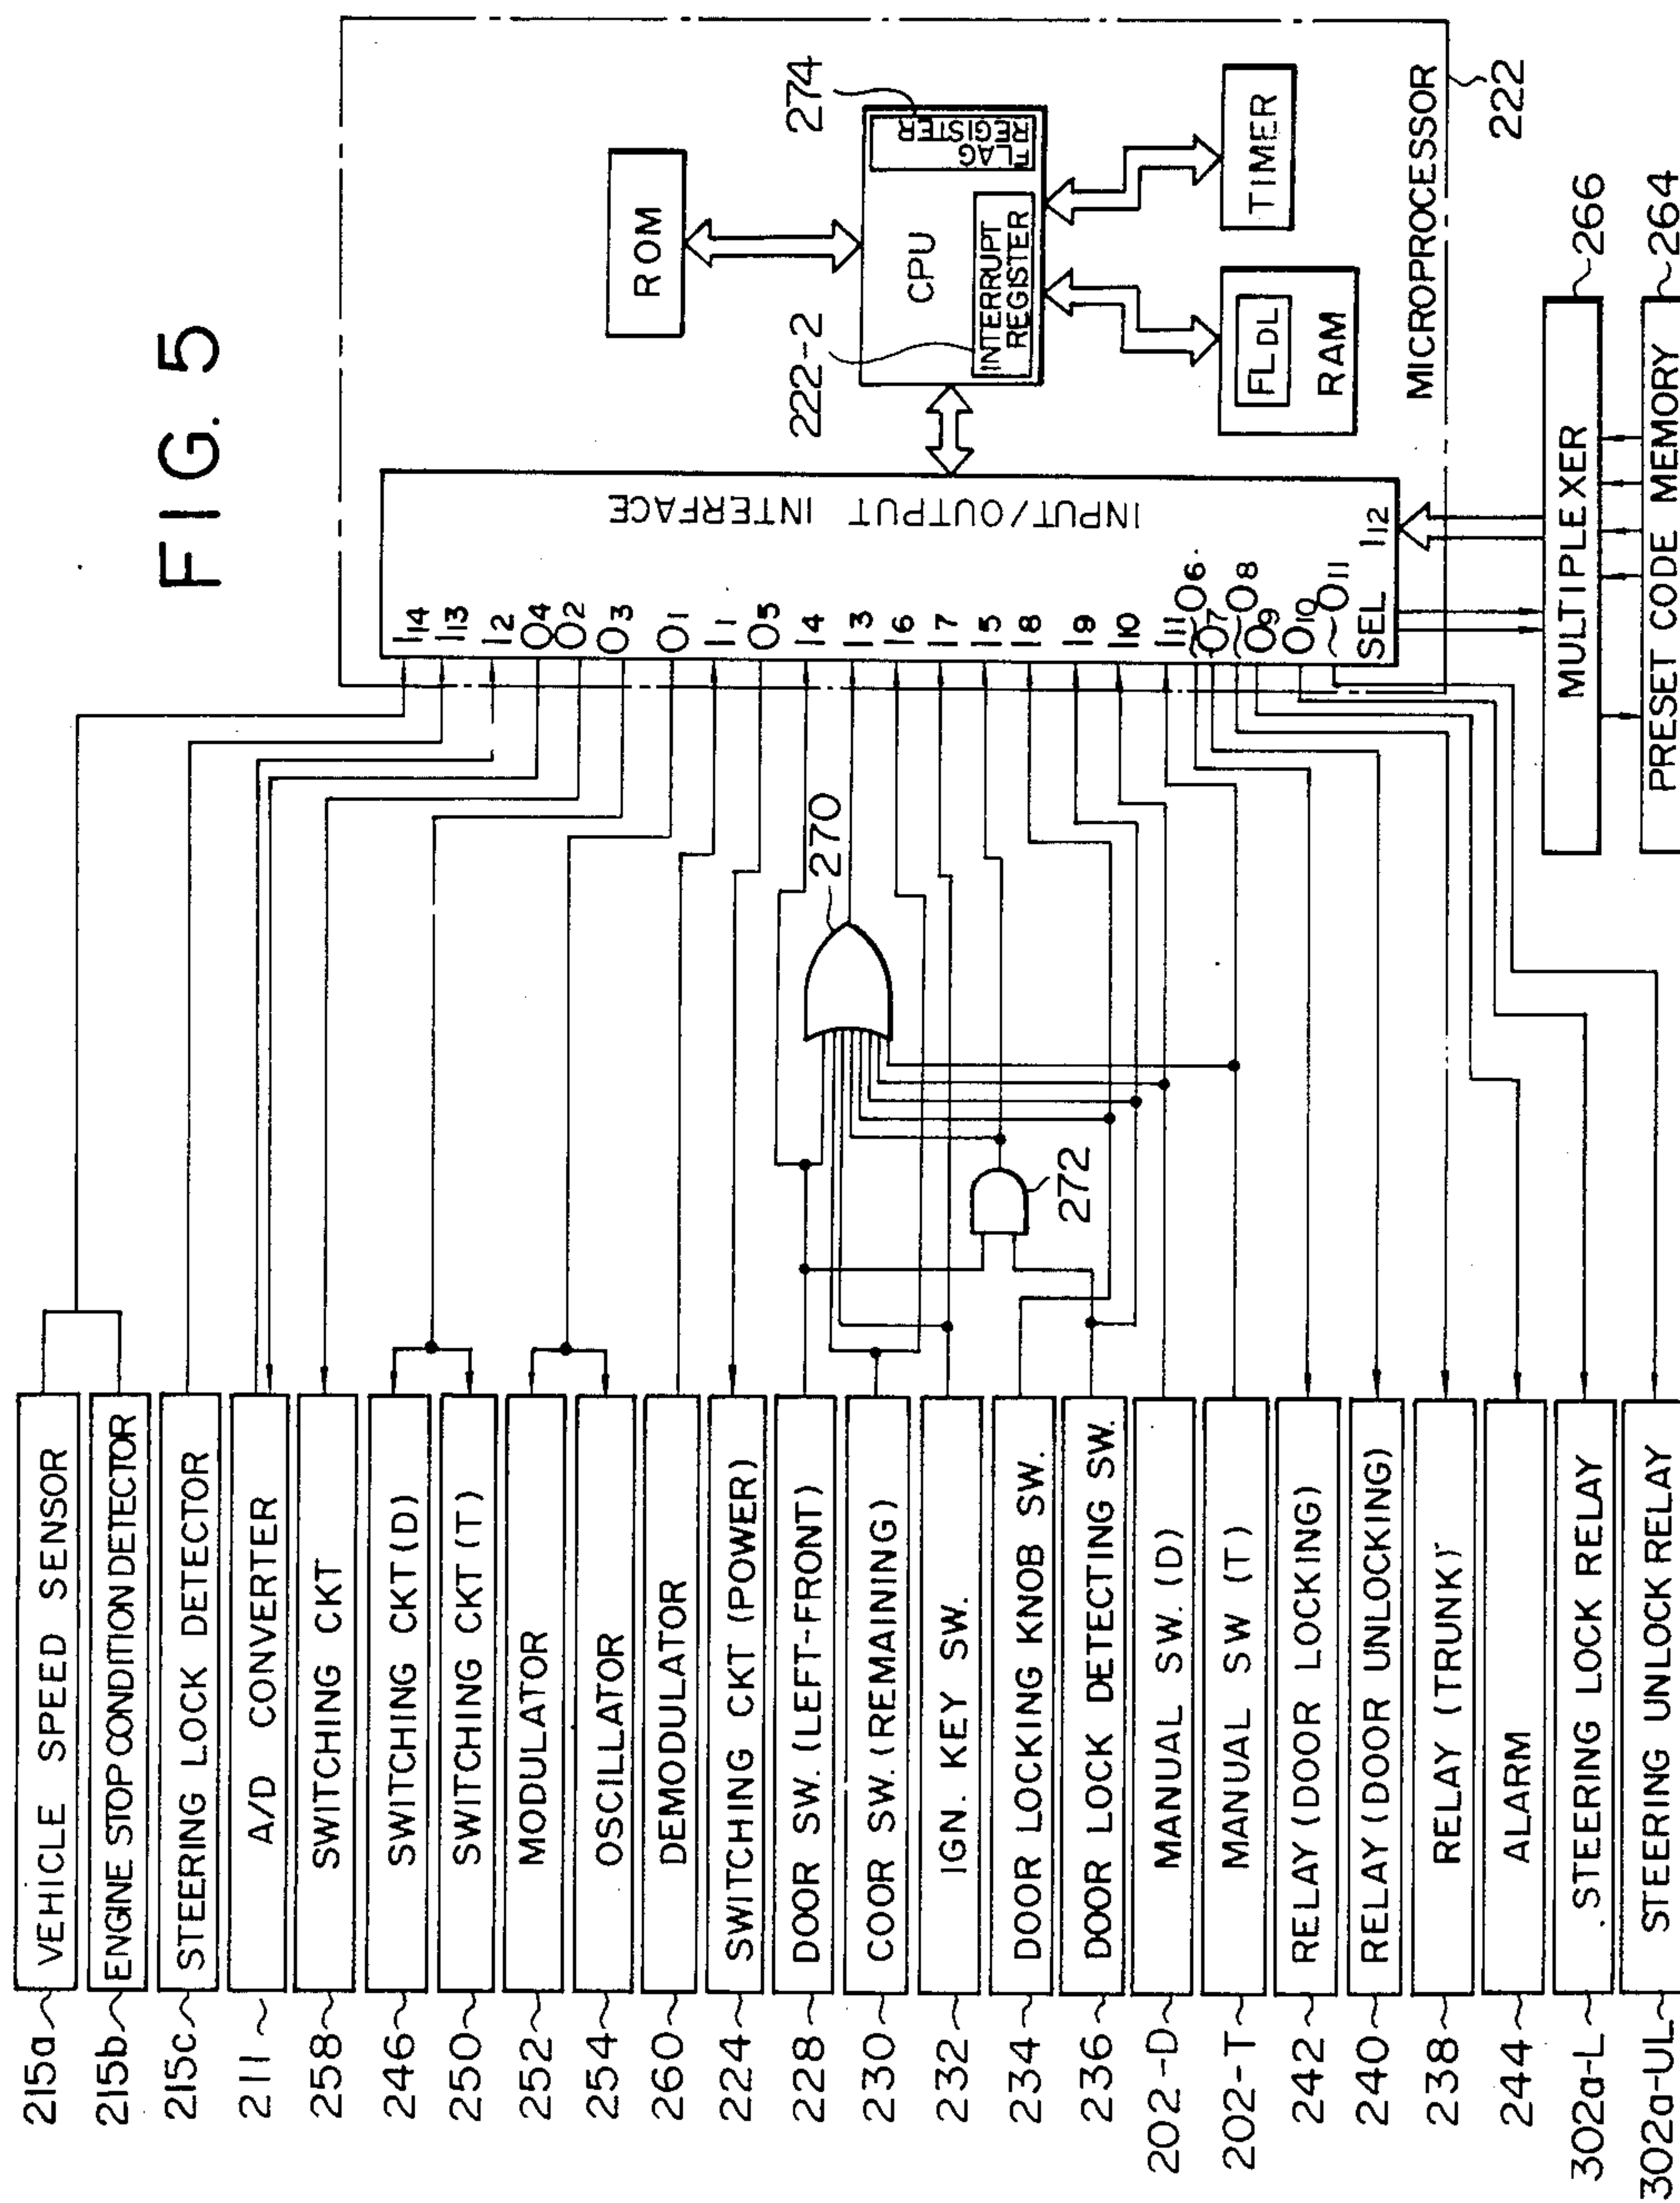 FIG. 5
215a
VEHICLE SPEED SENSOR
215b
ENGINE STOP CONDITION DETECTOR
215c
STEERING LOCK DETECTOR
211
A/D CONVERTER
258
SWITCHING CKT
246
SWITCHING CKT (D)
250
SWITCHING CKT (T)
252
MODULATOR
254
OSCILLATOR
260
DEMODULATOR
224
SWITCHING CKT (POWER)
228
DOOR SW. (LEFT-FRONT)
230
COOR SW. (REMAINING)
232
IGN. KEY SW.
234
DOOR LOCKING KNOB SW.
236
DOOR LOCK DETECTING SW.
202-D
MANUAL SW. (D)
202-T
MANUAL SW (T)
242
RELAY (DOOR LOCKING)
240
RELAY (DOOR UNLOCKING)
238
RELAY (TRUNK)
244
ALARM
302a-L
STEERING LOCK RELAY
302a-UL
STEERING UNLOCK RELAY
270
272
I14
I13
I2
O4
O2
O3
O1
I1
O5
I4
I3
I6
I7
I5
I8
I9
I10
I11
O6
O7
O8
O9
O10
O11
SEL
I12
INPUT/OUTPUT INTERFACE
ROM
CPU
222-2
INTERRUPT
REGISTER
274
FLAG
REGISTER
FLDL
RAM
TIMER
MICROPROCESSOR
222
MULTIPLEXER
266
PRESET CODE MEMORY
264